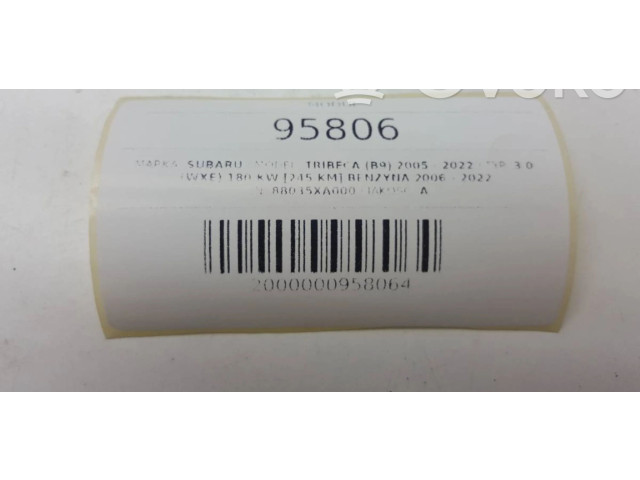 95806
MARKA: SUBARU MODEL: TRIBECA (B9) 2005 - 2022 TYP: 3.0
(WXE) 180 KW [245 KM] BENZYNA 2006 - 2022
88035XA000 JAKOŚĆ: A
2000000958064